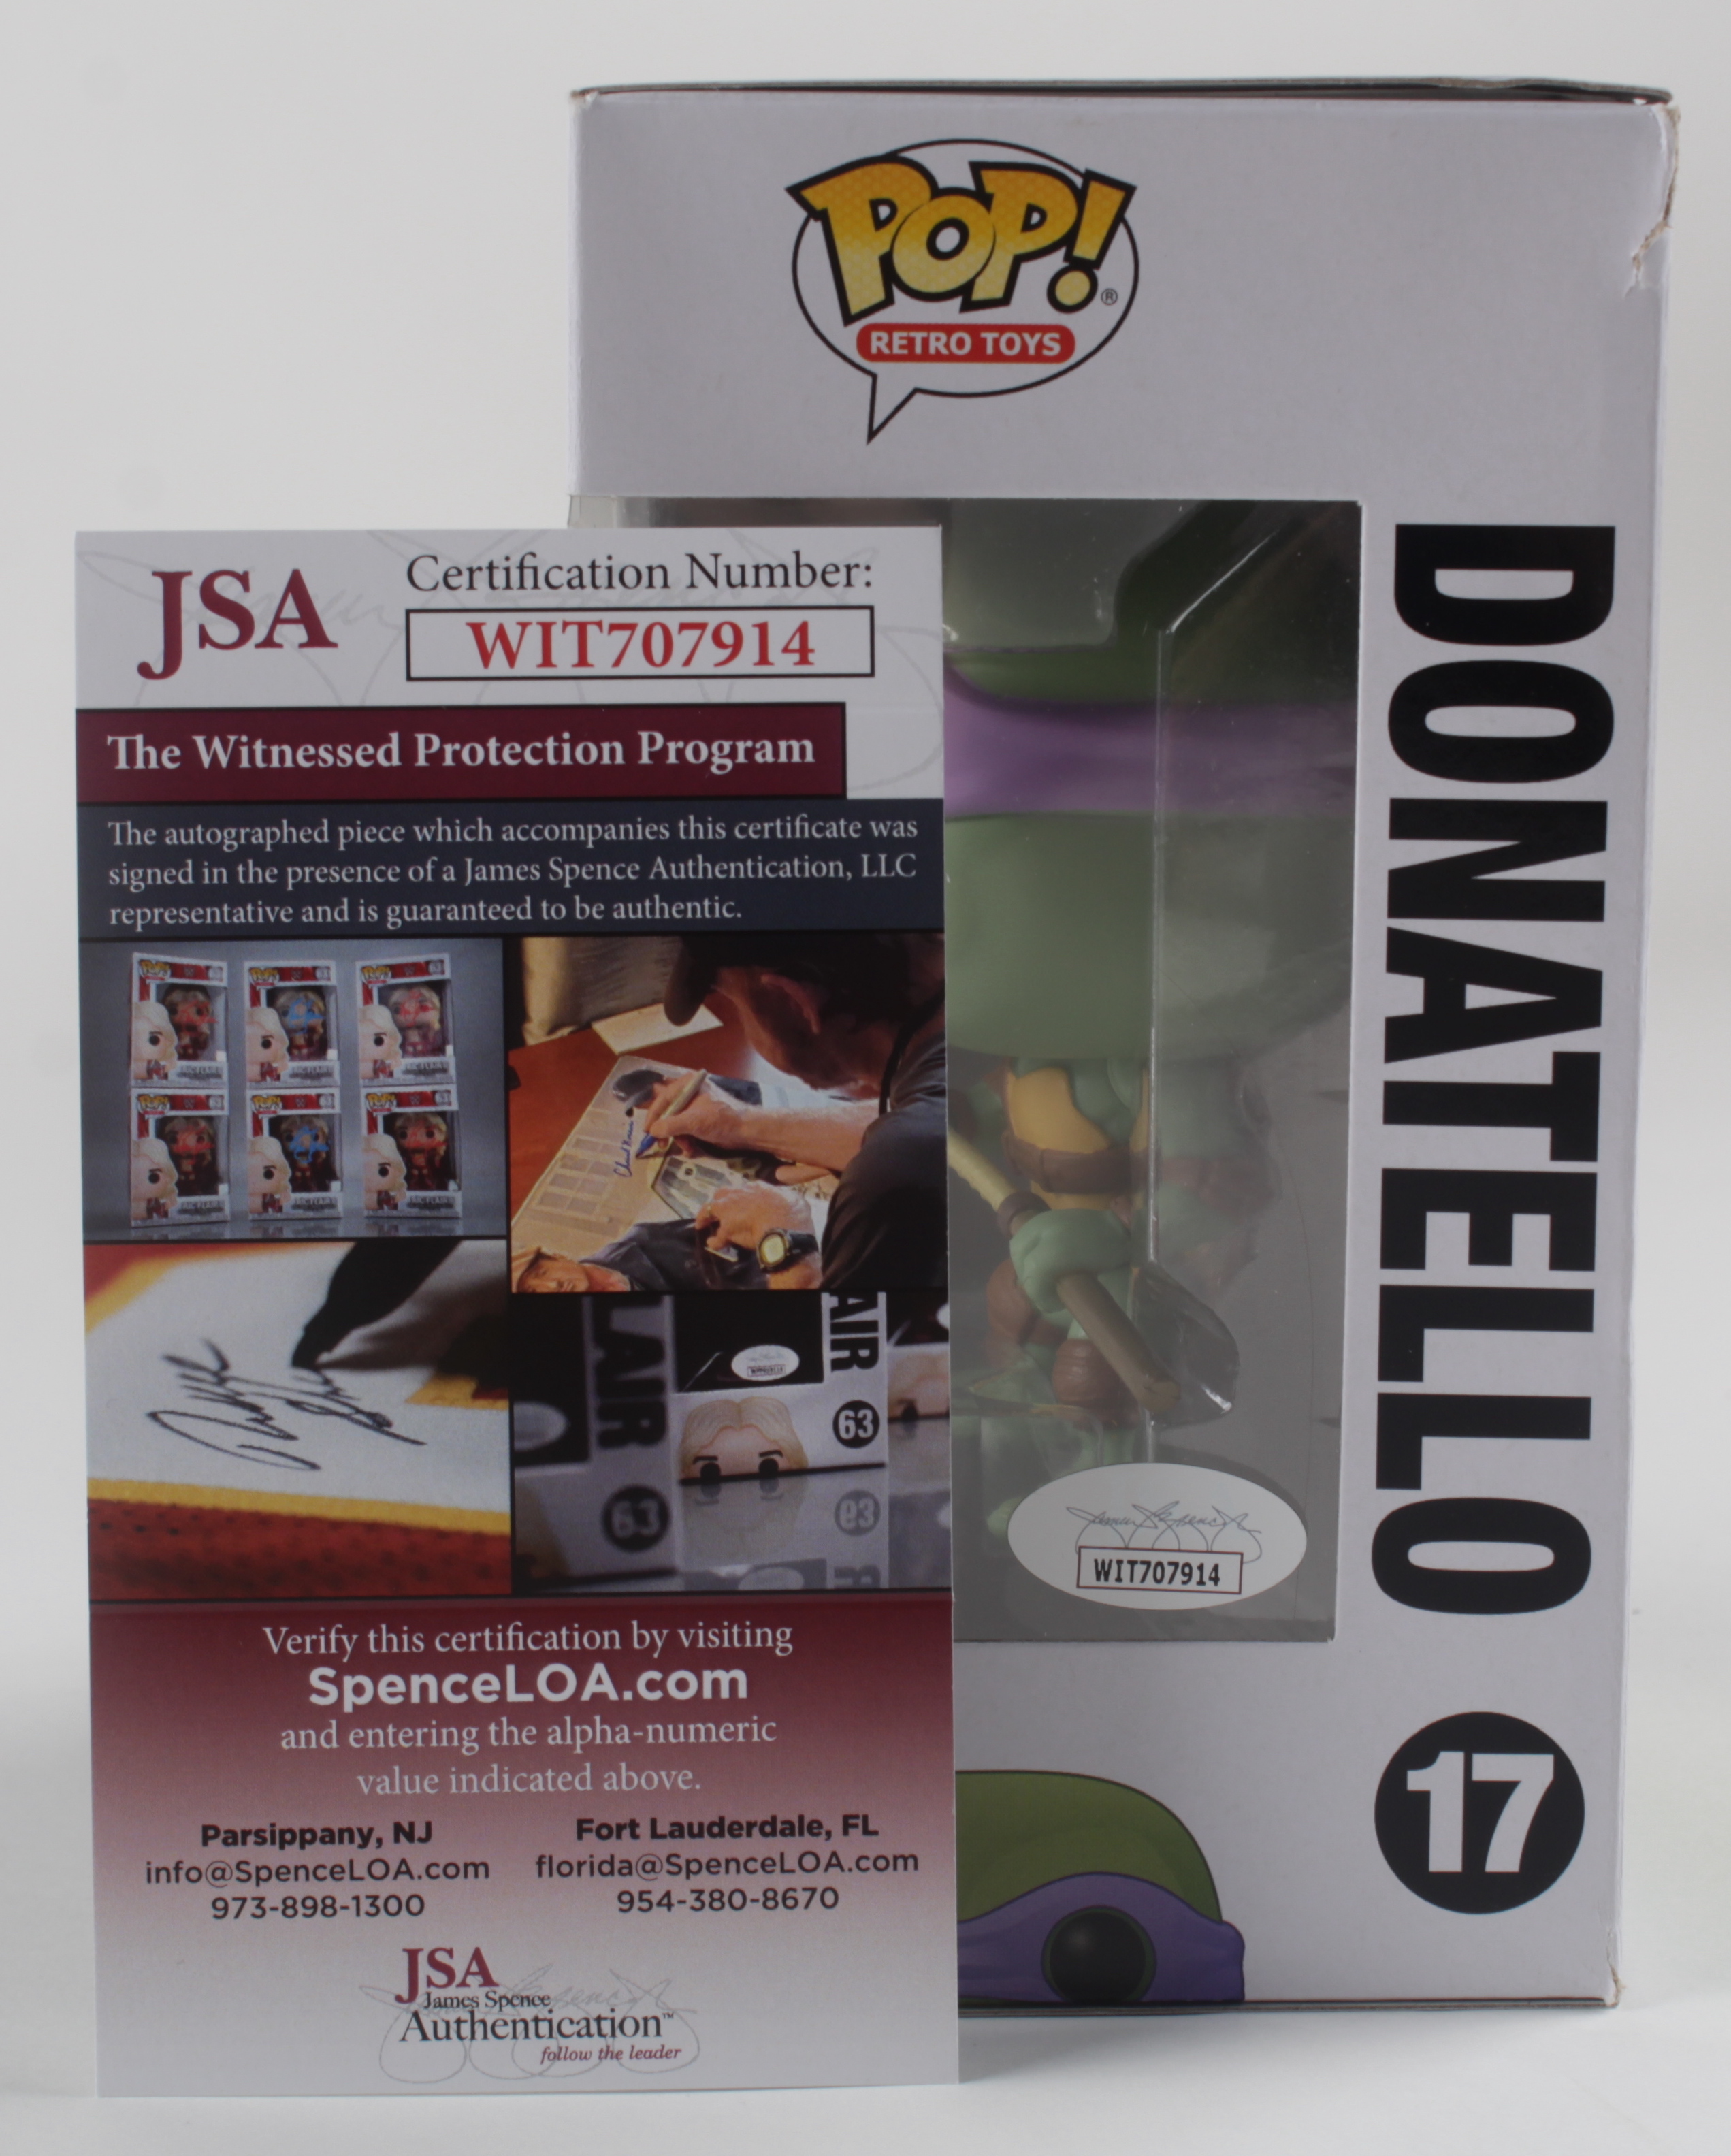 POP!®
RETRO TOYS
DONATELLO
17
JSA
Certification Number:
WIT707914
The Witnessed Protection Program
The autographed piece which accompanies this certificate was
signed in the presence of a James Spence Authentication, LLC
representative and is guaranteed to be authentic.
LAIR
63
AIR
63
WIT707914
Verify this certification by visiting
SpenceLOA.com
and entering the alpha-numeric
value indicated above.
Parsippany, NJ
info@SpenceLOA.com
973-898-1300
Fort Lauderdale, FL
florida@SpenceLOA.com
954-380-8670
JSA
James Spence
Authentication™
follow the leader